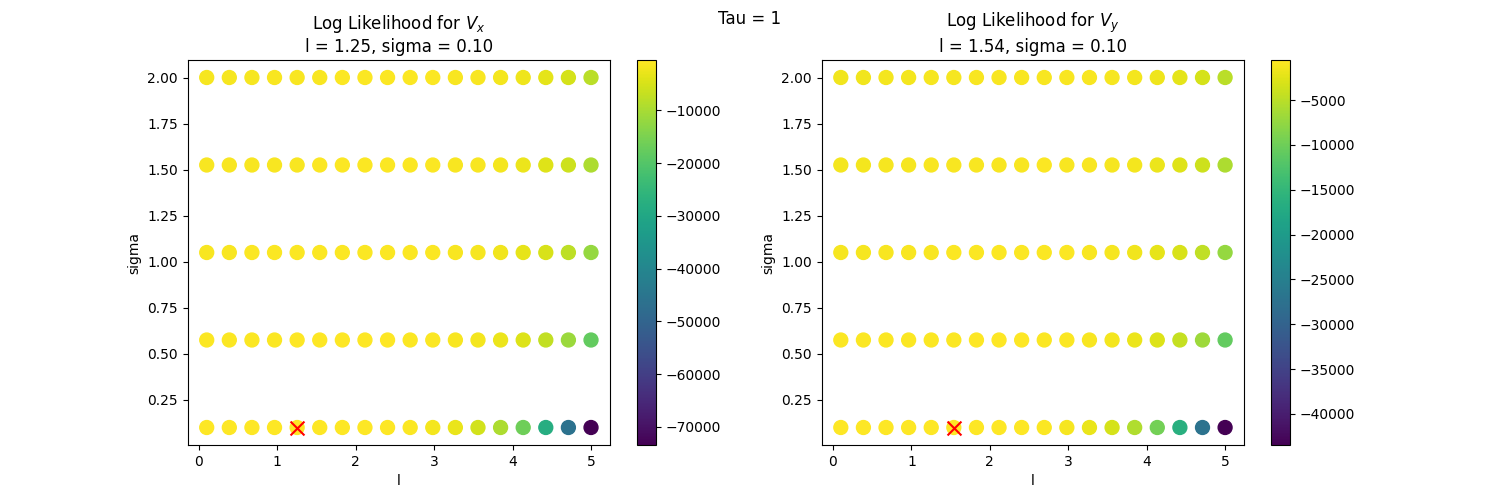 Tau = 1
Log Likelihood for $V_x$
l = 1.25, sigma = 0.10
sigma
2.00
1.75
1.50
1.25
1.00
0.75
0.50
0.25
0 1 2 3 4 5
l
−10000
−20000
−30000
−40000
−50000
−60000
−70000
Log Likelihood for $V_y$
l = 1.54, sigma = 0.10
sigma
2.00
1.75
1.50
1.25
1.00
0.75
0.50
0.25
0 1 2 3 4 5
l
−5000
−10000
−15000
−20000
−25000
−30000
−35000
−40000